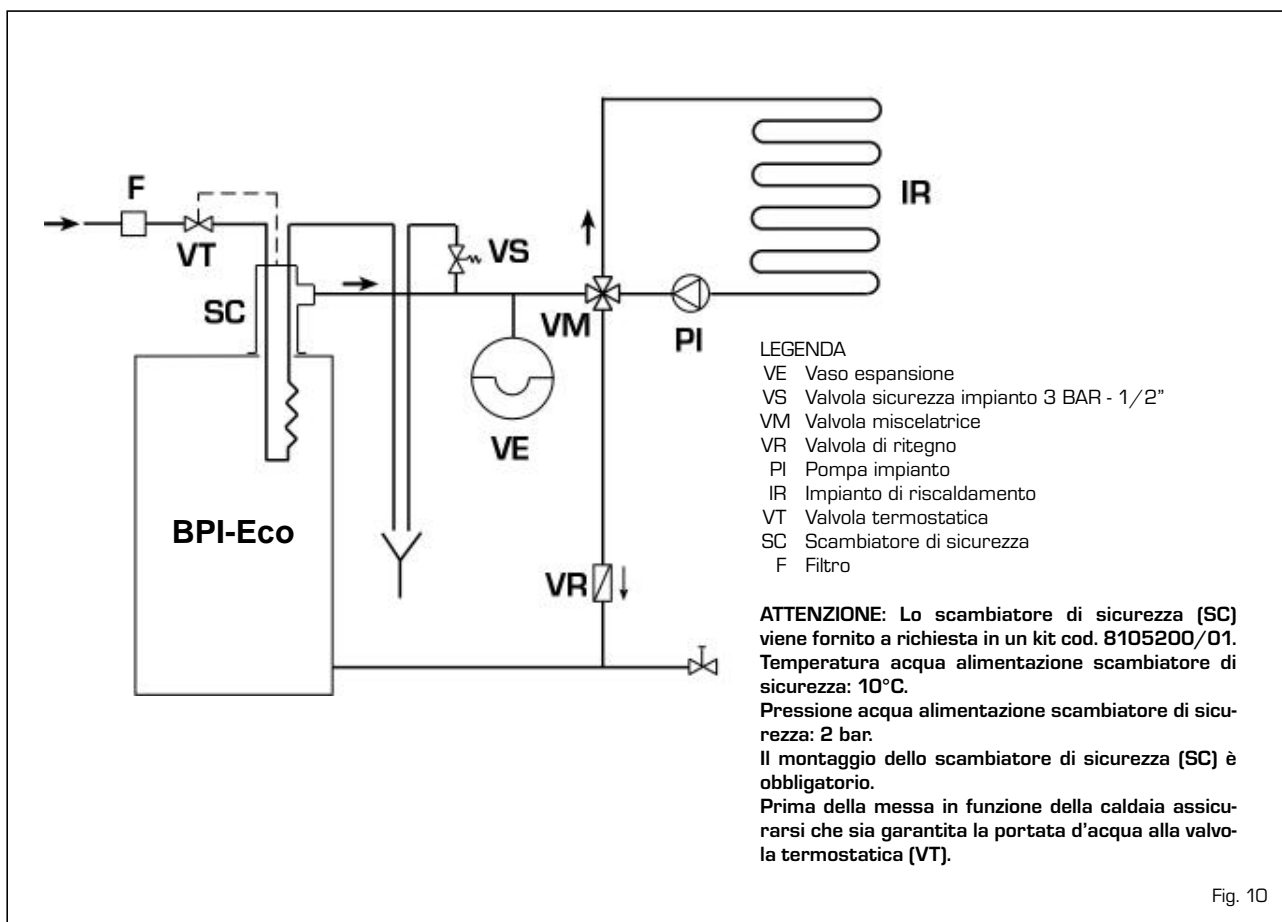 F
VT
SC
VS
VM
PI
IR
VE
BPI-Eco
VR
LEGENDA
VE Vaso espansione
VS Valvola sicurezza impianto 3 BAR - 1/2”
VM Valvola miscelatrice
VR Valvola di ritegno
PI Pompa impianto
IR Impianto di riscaldamento
VT Valvola termostatica
SC Scambiatore di sicurezza
F Filtro
ATTENZIONE: Lo scambiatore di sicurezza (SC)
viene fornito a richiesta in un kit cod. 8105200/01.
Temperatura acqua alimentazione scambiatore di
sicurezza: 10°C.
Pressione acqua alimentazione scambiatore di sicu-
rezza: 2 bar.
Il montaggio dello scambiatore di sicurezza (SC) è
obbligatorio.
Prima della messa in funzione della caldaia assicu-
rarsi che sia garantita la portata d’acqua alla valvo-
la termostatica (VT).
Fig. 10